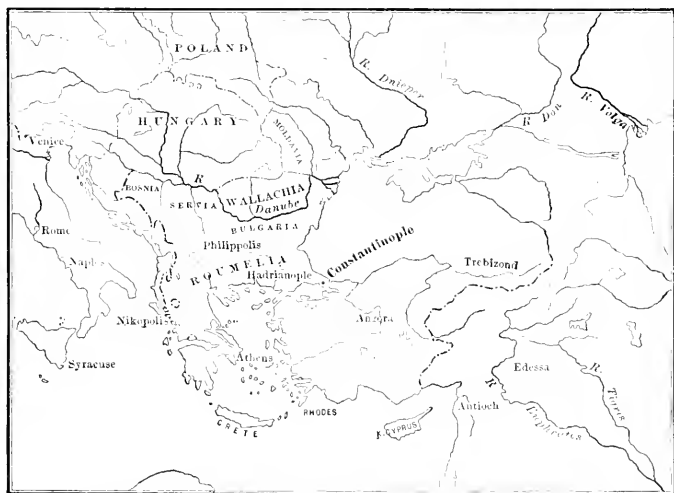 POLAND
R. Dnieper
R. Don
R. Volga
HUNGARY
MOLDAVIA
Venice
R
BOSNIA
SERVIA
WALLACHIA
Danube
BULGARIA
Philippolis
Rome
ROUMELIA
Constantinople
Hadrianople
Trebizond
Naples
Nikopolis
Angora
Syracuse
Athens
Edessa
R. Tigris
RHODES
Antioch
R. Euphrates
CRETE
K. CYPRUS